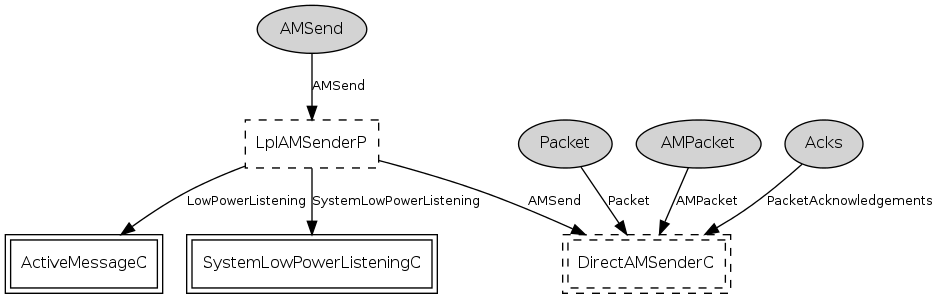 AMSend
AMSend
LplAMSenderP
Packet
AMPacket
Acks
LowPowerListening
SystemLowPowerListening
AMSend
Packet
AMPacket
PacketAcknowledgements
ActiveMessageC
SystemLowPowerListeningC
DirectAMSenderC